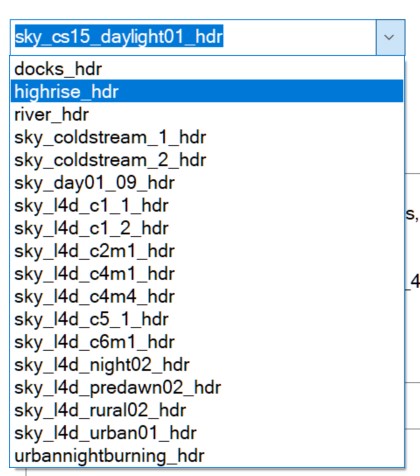 sky_cs15_daylight01_hdr
docks_hdr
highrise_hdr
river_hdr
sky_coldstream_1_hdr
sky_coldstream_2_hdr
sky_day01_09_hdr
sky_l4d_c1_1_hdr
sky_l4d_c1_2_hdr
sky_l4d_c2m1_hdr
sky_l4d_c4m1_hdr
sky_l4d_c4m4_hdr
sky_l4d_c5_1_hdr
sky_l4d_c6m1_hdr
sky_l4d_night02_hdr
sky_l4d_predawn02_hdr
sky_l4d_rural02_hdr
sky_l4d_urban01_hdr
urbannightburning_hdr
s,
_4